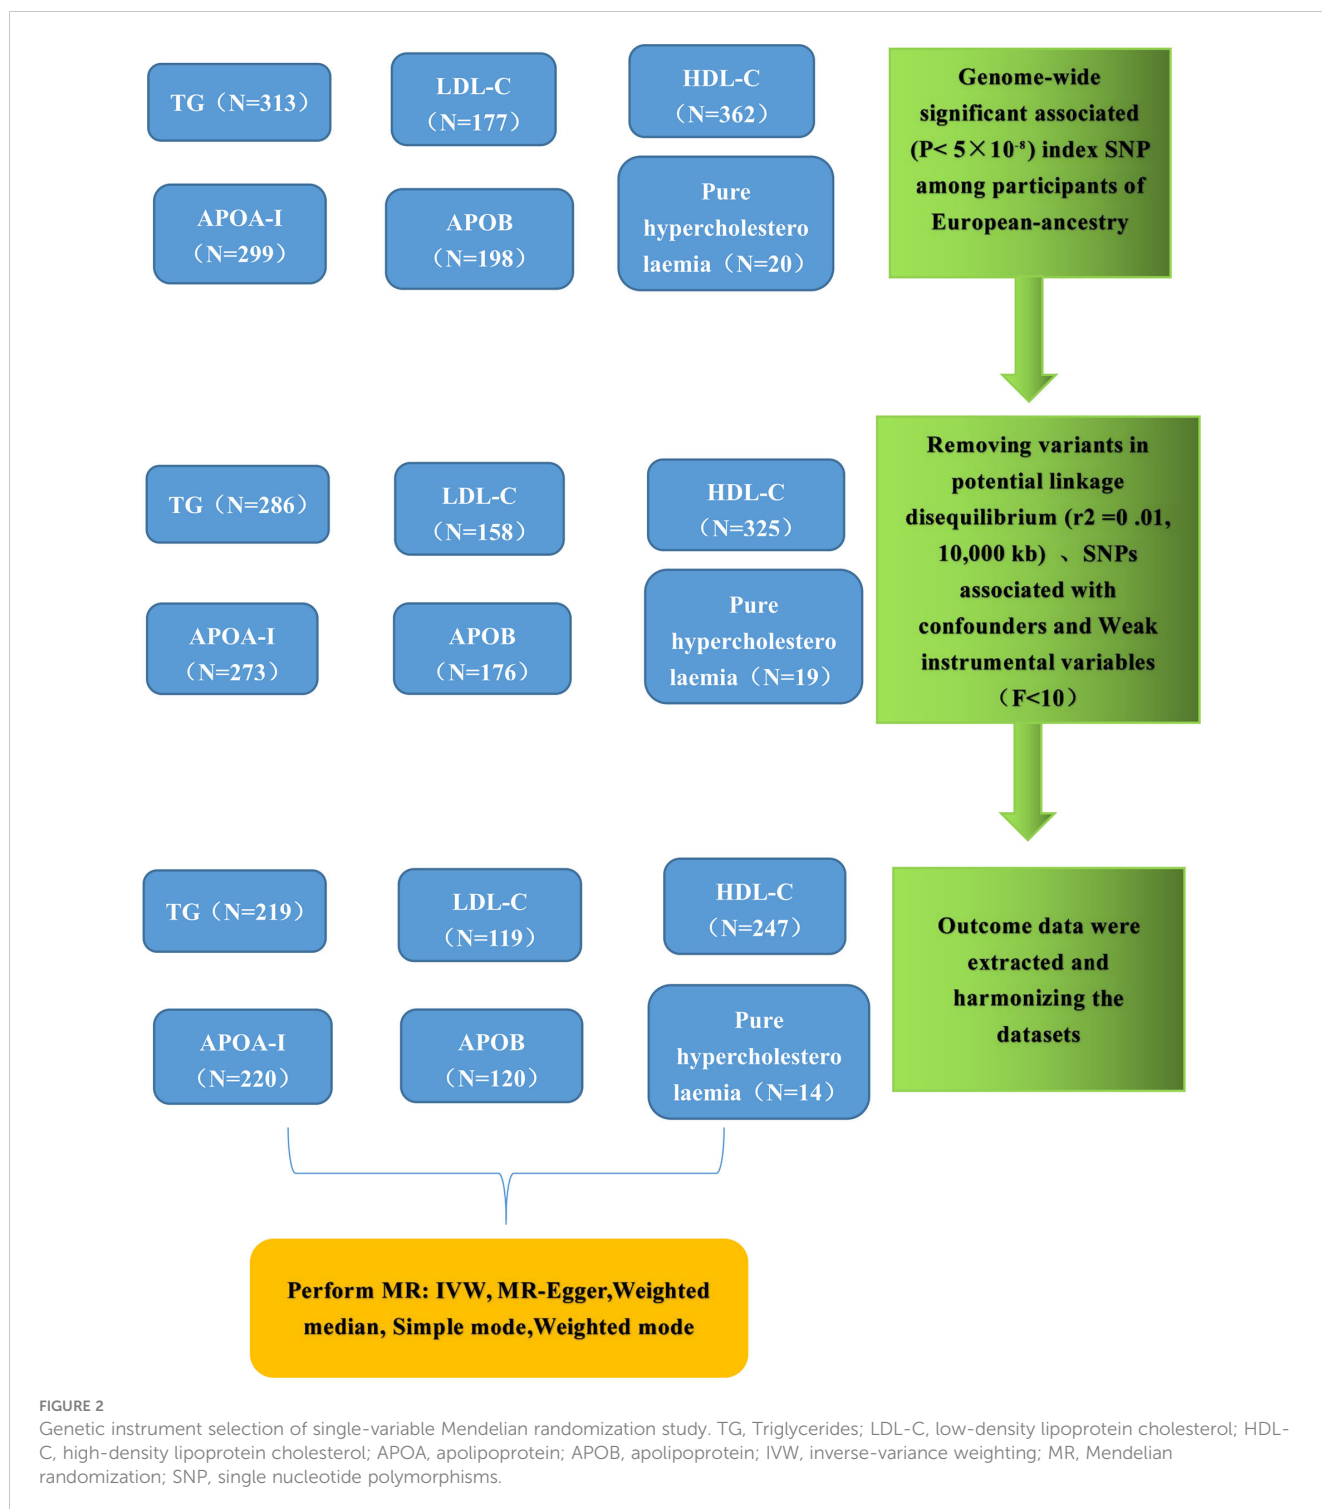 TG（N=313）
LDL-C
（N=177）
HDL-C
（N=362）
APOA-I
（N=299）
APOB
（N=198）
Pure
hypercholestero
laemia（N=20）
Genome-wide
significant associated
(P< 5×10⁻⁸) index SNP
among participants of
European-ancestry
TG（N=286）
LDL-C
（N=158）
HDL-C
（N=325）
APOA-I
（N=273）
APOB
（N=176）
Pure
hypercholestero
laemia（N=19）
Removing variants in
potential linkage
disequilibrium (r2 =0 .01,
10,000 kb) 、SNPs
associated with
confounders and Weak
instrumental variables
（F<10）
TG（N=219）
LDL-C
（N=119）
HDL-C
（N=247）
APOA-I
（N=220）
APOB
（N=120）
Pure
hypercholestero
laemia（N=14）
Outcome data were
extracted and
harmonizing the
datasets
Perform MR: IVW, MR-Egger,Weighted
median, Simple mode,Weighted mode
FIGURE 2
Genetic instrument selection of single-variable Mendelian randomization study. TG, Triglycerides; LDL-C, low-density lipoprotein cholesterol; HDL-
C, high-density lipoprotein cholesterol; APOA, apolipoprotein; APOB, apolipoprotein; IVW, inverse-variance weighting; MR, Mendelian
randomization; SNP, single nucleotide polymorphisms.